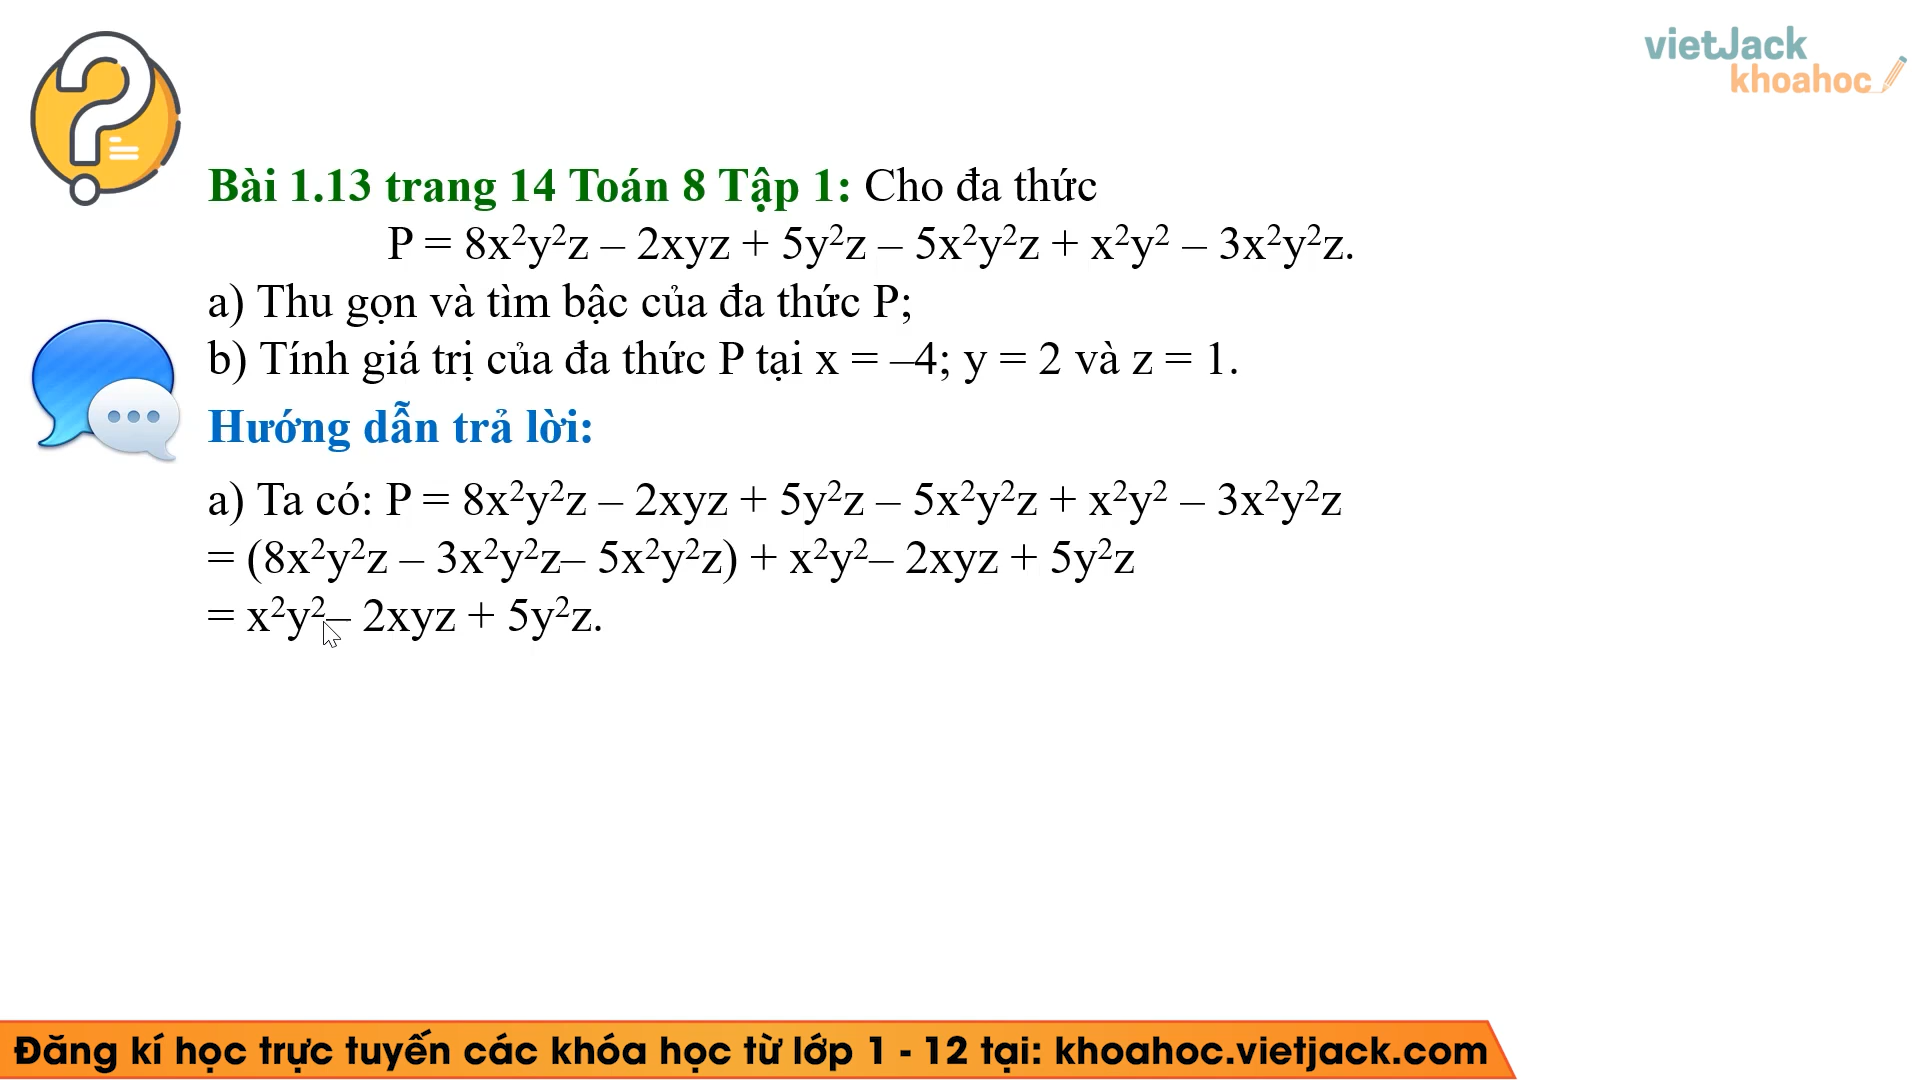 vietJack
khoahoc
Bài 1.13 trang 14 Toán 8 Tập 1: Cho đa thức
P = 8x²y²z – 2xyz + 5y²z – 5x²y²z + x²y² – 3x²y²z.
a) Thu gọn và tìm bậc của đa thức P;
b) Tính giá trị của đa thức P tại x = –4; y = 2 và z = 1.
Hướng dẫn trả lời:
a) Ta có: P = 8x²y²z – 2xyz + 5y²z – 5x²y²z + x²y² – 3x²y²z
= (8x²y²z – 3x²y²z– 5x²y²z) + x²y²– 2xyz + 5y²z
= x²y²– 2xyz + 5y²z.
Đăng kí học trực tuyến các khóa học từ lớp 1 - 12 tại: khoahoc.vietjack.com